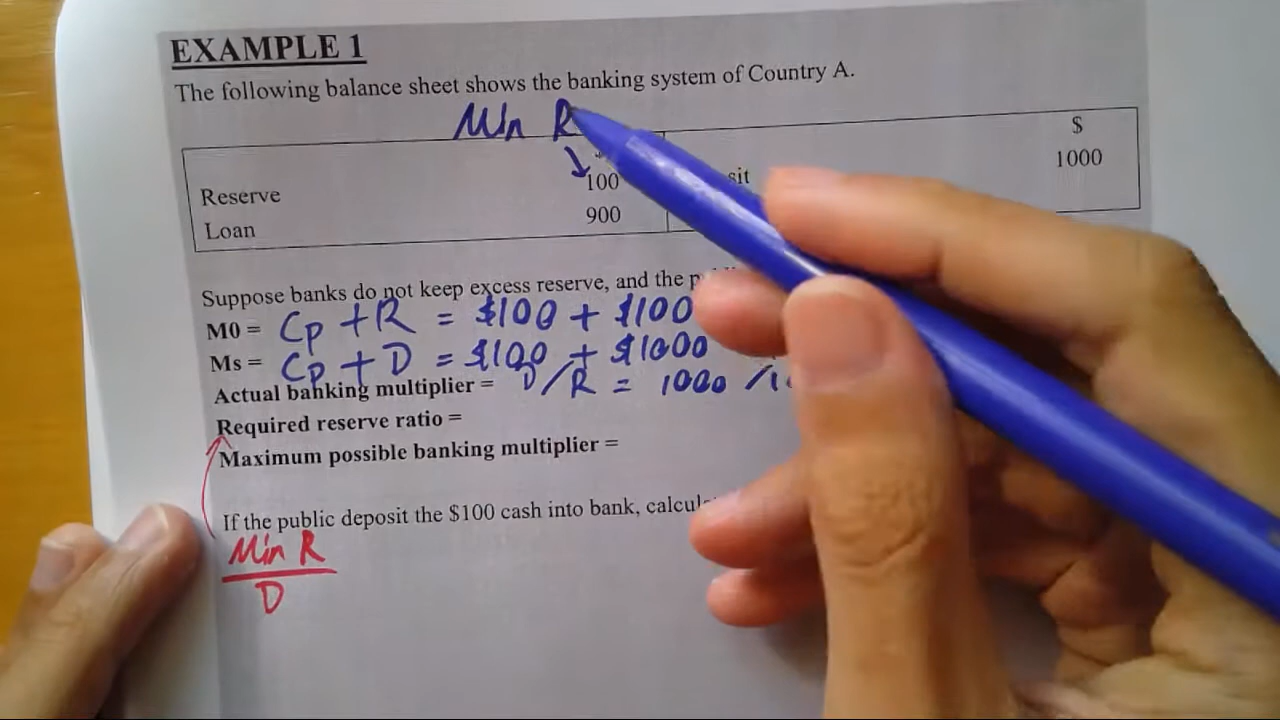 EXAMPLE 1
The following balance sheet shows the banking system of Country A.
Min R
$
Reserve 100 1000
Loan 900
Suppose banks do not keep excess reserve, and the
M0 = Cp + R = $100 + $100
Ms = Cp + D = $100 + $1000
Actual banking multiplier = D/R = 1000 /
Required reserve ratio =
Maximum possible banking multiplier =
If the public deposit the $100 cash into bank,
Min R
D